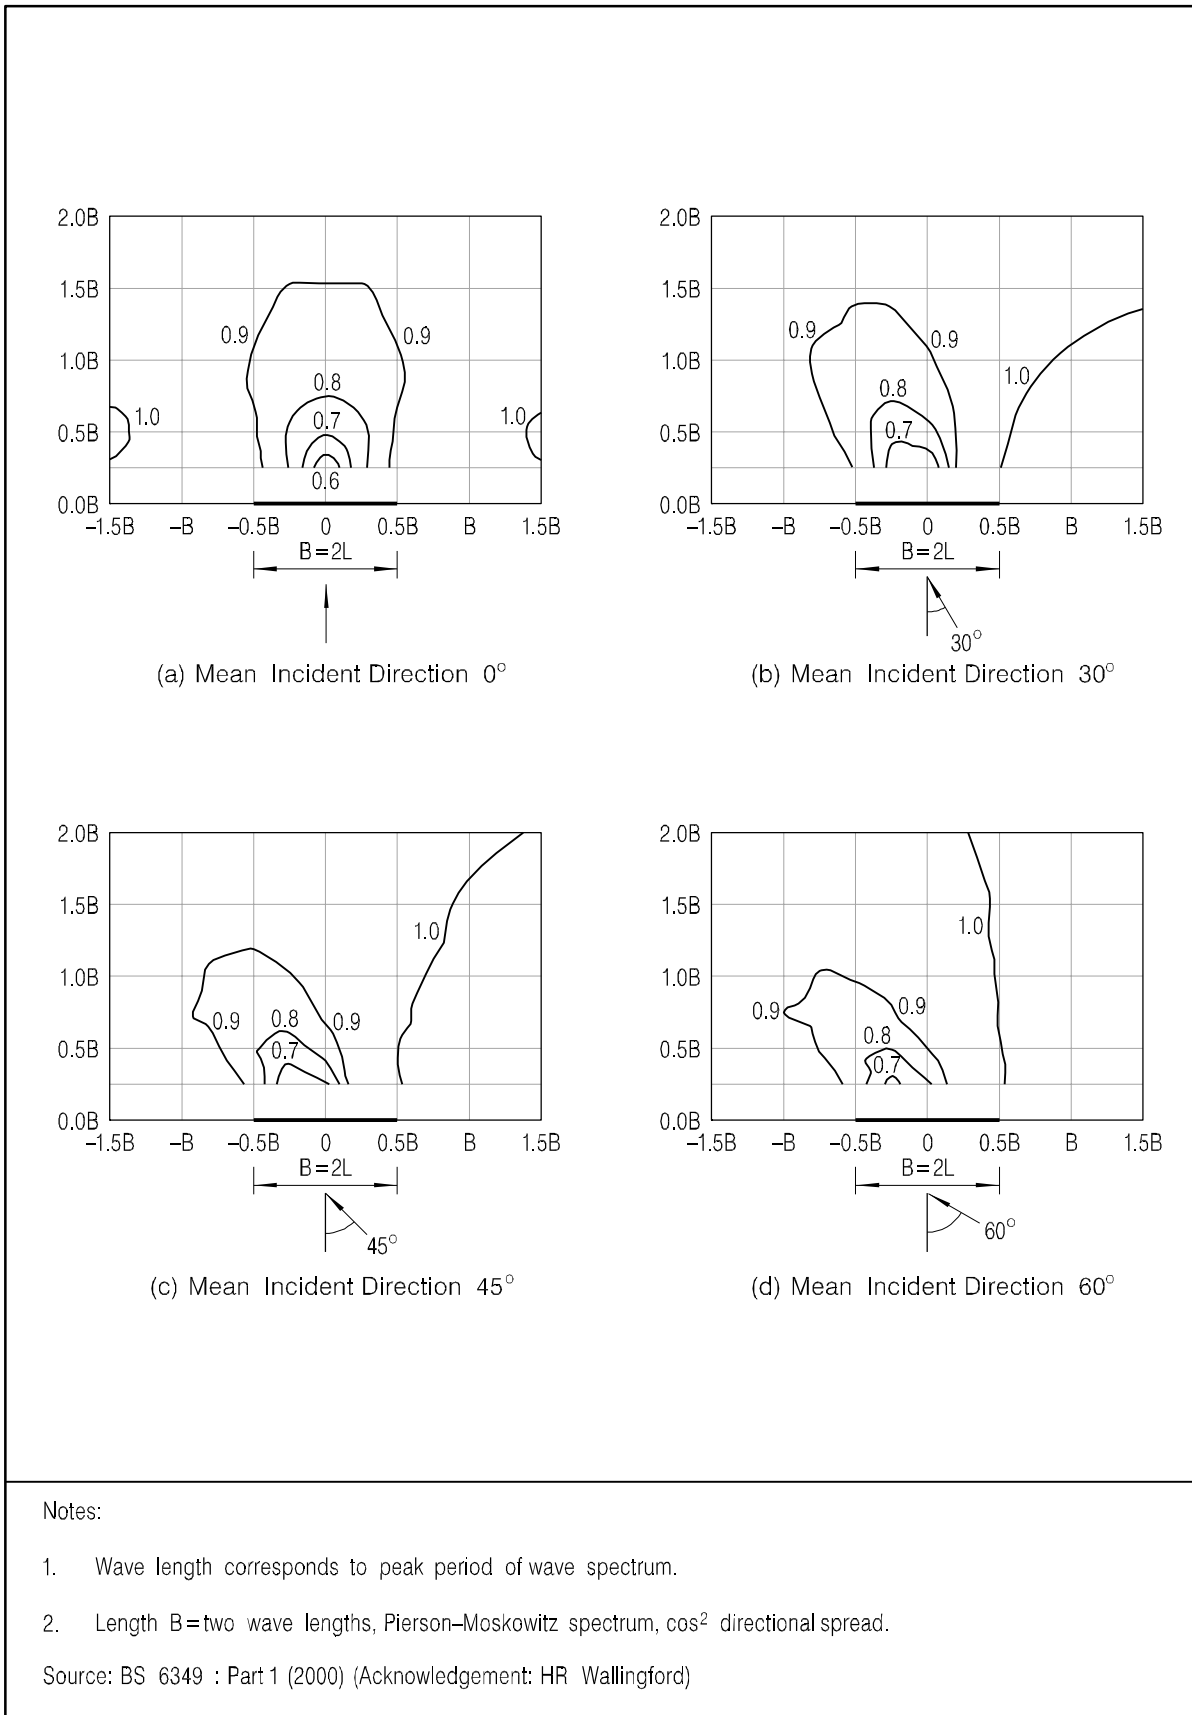 2.0B
1.5B
1.0B
0.5B
0.0B
0.9
0.9
0.8
0.7
0.6
1.0
1.0
–1.5B –B –0.5B 0 0.5B B 1.5B
B=2L
(a) Mean Incident Direction 0°
2.0B
1.5B
1.0B
0.5B
0.0B
0.9
0.9
0.8
0.7
1.0
–1.5B –B –0.5B 0 0.5B B 1.5B
B=2L
30°
(b) Mean Incident Direction 30°
2.0B
1.5B
1.0B
0.5B
0.0B
1.0
0.9
0.8
0.9
0.7
–1.5B –B –0.5B 0 0.5B B 1.5B
B=2L
45°
(c) Mean Incident Direction 45°
2.0B
1.5B
1.0B
0.5B
0.0B
1.0
0.9
0.9
0.8
0.7
–1.5B –B –0.5B 0 0.5B B 1.5B
B=2L
60°
(d) Mean Incident Direction 60°
Notes:
1. Wave length corresponds to peak period of wave spectrum.
2. Length B=two wave lengths, Pierson–Moskowitz spectrum, cos² directional spread.
Source: BS 6349 : Part 1 (2000) (Acknowledgement: HR Wallingford)